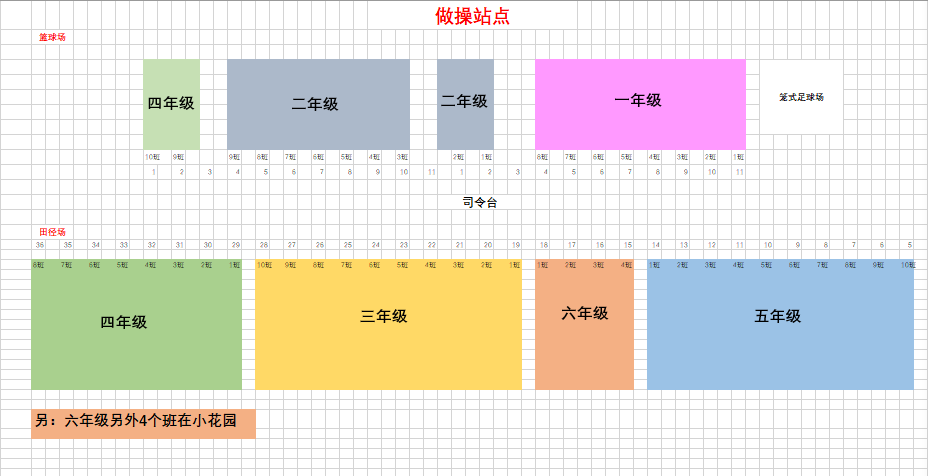 做操站点
篮球场
四年级 二年级 二年级 一年级 笼式足球场
10班 9班 9班 8班 7班 6班 5班 4班 3班 2班 1班 8班 7班 6班 5班 4班 3班 2班 1班
1 2 3 4 5 6 7 8 9 10 11 1 2 3 4 5 6 7 8 9 10 11
司令台
田径场
36 35 34 33 32 31 30 29 28 27 26 25 24 23 22 21 20 19 18 17 16 15 14 13 12 11 10 9 8 7 6 5
8班 7班 6班 5班 4班 3班 2班 1班 10班 9班 8班 7班 6班 5班 4班 3班 2班 1班 1班 2班 3班 4班 1班 2班 3班 4班 5班 6班 7班 8班 9班 10班
四年级 三年级 六年级 五年级
另：六年级另外4个班在小花园